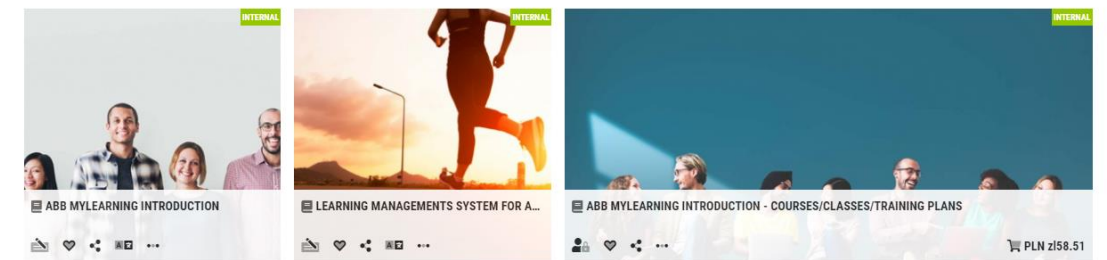 INTERNAL
INTERNAL
INTERNAL
ABB MYLEARNING INTRODUCTION
LEARNING MANAGEMENTS SYSTEM FOR A...
ABB MYLEARNING INTRODUCTION - COURSES/CLASSES/TRAINING PLANS
PLN zł58.51